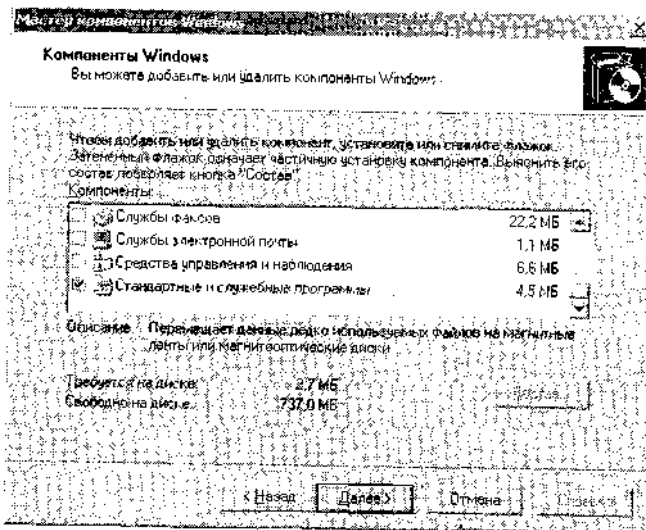 Мастер компонентов Windows
Компоненты Windows
Вы можете добавить или удалить компоненты Windows.
Чтобы добавить или удалить компонент, установите или снимите флажок.
Затененный флажок означает частичную установку компонента. Выяснить его
состав позволяет кнопка "Состав".
Компоненты:
Службы факсов 22,2 МБ
Службы электронной почты 1,1 МБ
Средства управления и наблюдения 6,6 МБ
Стандартные и служебные программы 4,5 МБ
Описание: Перемещает данные редко используемых файлов на магнитные
ленты или магнитооптические диски
Требуется на диске: 2,7 МБ
Свободно на диске: 737,0 МБ
< Назад Далее > Отмена